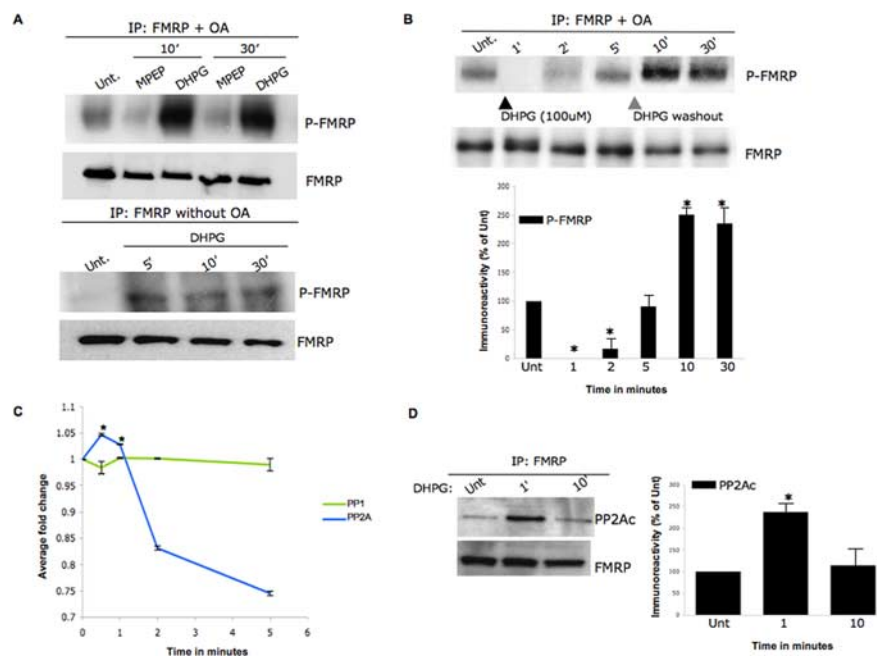 A
IP: FMRP + OA
10' 30'
Unt. MPEP DHPG MPEP DHPG
P-FMRP
FMRP
IP: FMRP without OA
DHPG
Unt. 5' 10' 30'
P-FMRP
FMRP
B
IP: FMRP + OA
Unt. 1' 2' 5' 10' 30'
P-FMRP
DHPG (100uM) DHPG washout
FMRP
Immunoreactivity (% of Unt)
300
250
200
150
100
50
0
P-FMRP
* * * *
Unt 1 2 5 10 30
Time in minutes
C
Average fold change
1.1
1.05
1
0.95
0.9
0.85
0.8
0.75
0.7
* *
PP1
PP2A
0 1 2 3 4 5 6
Time in minutes
D
IP: FMRP
DHPG: Unt 1' 10'
PP2Ac
FMRP
Immunoreactivity (% of Unt)
300
250
200
150
100
50
0
PP2Ac
*
Unt 1 10
Time in minutes